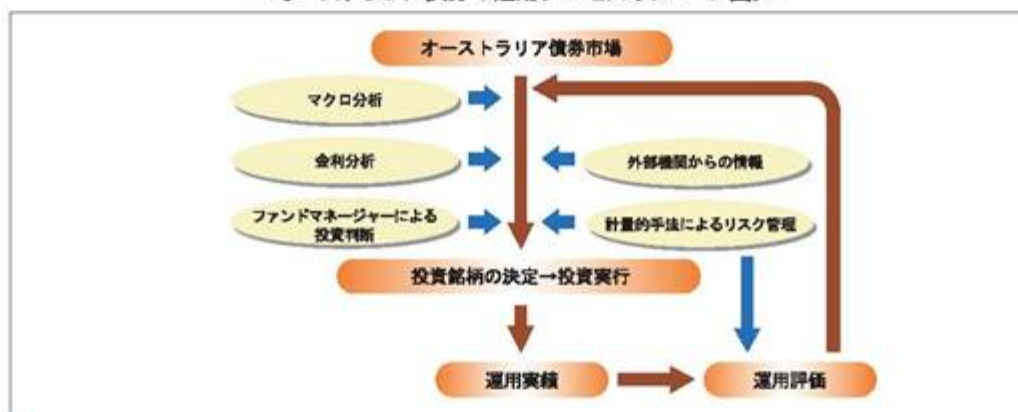 オーストラリア債券市場
マクロ分析
金利分析
外部機関からの情報
ファンドマネージャーによる
投資判断
計量的手法によるリスク管理
投資銘柄の決定→投資実行
運用実績
運用評価